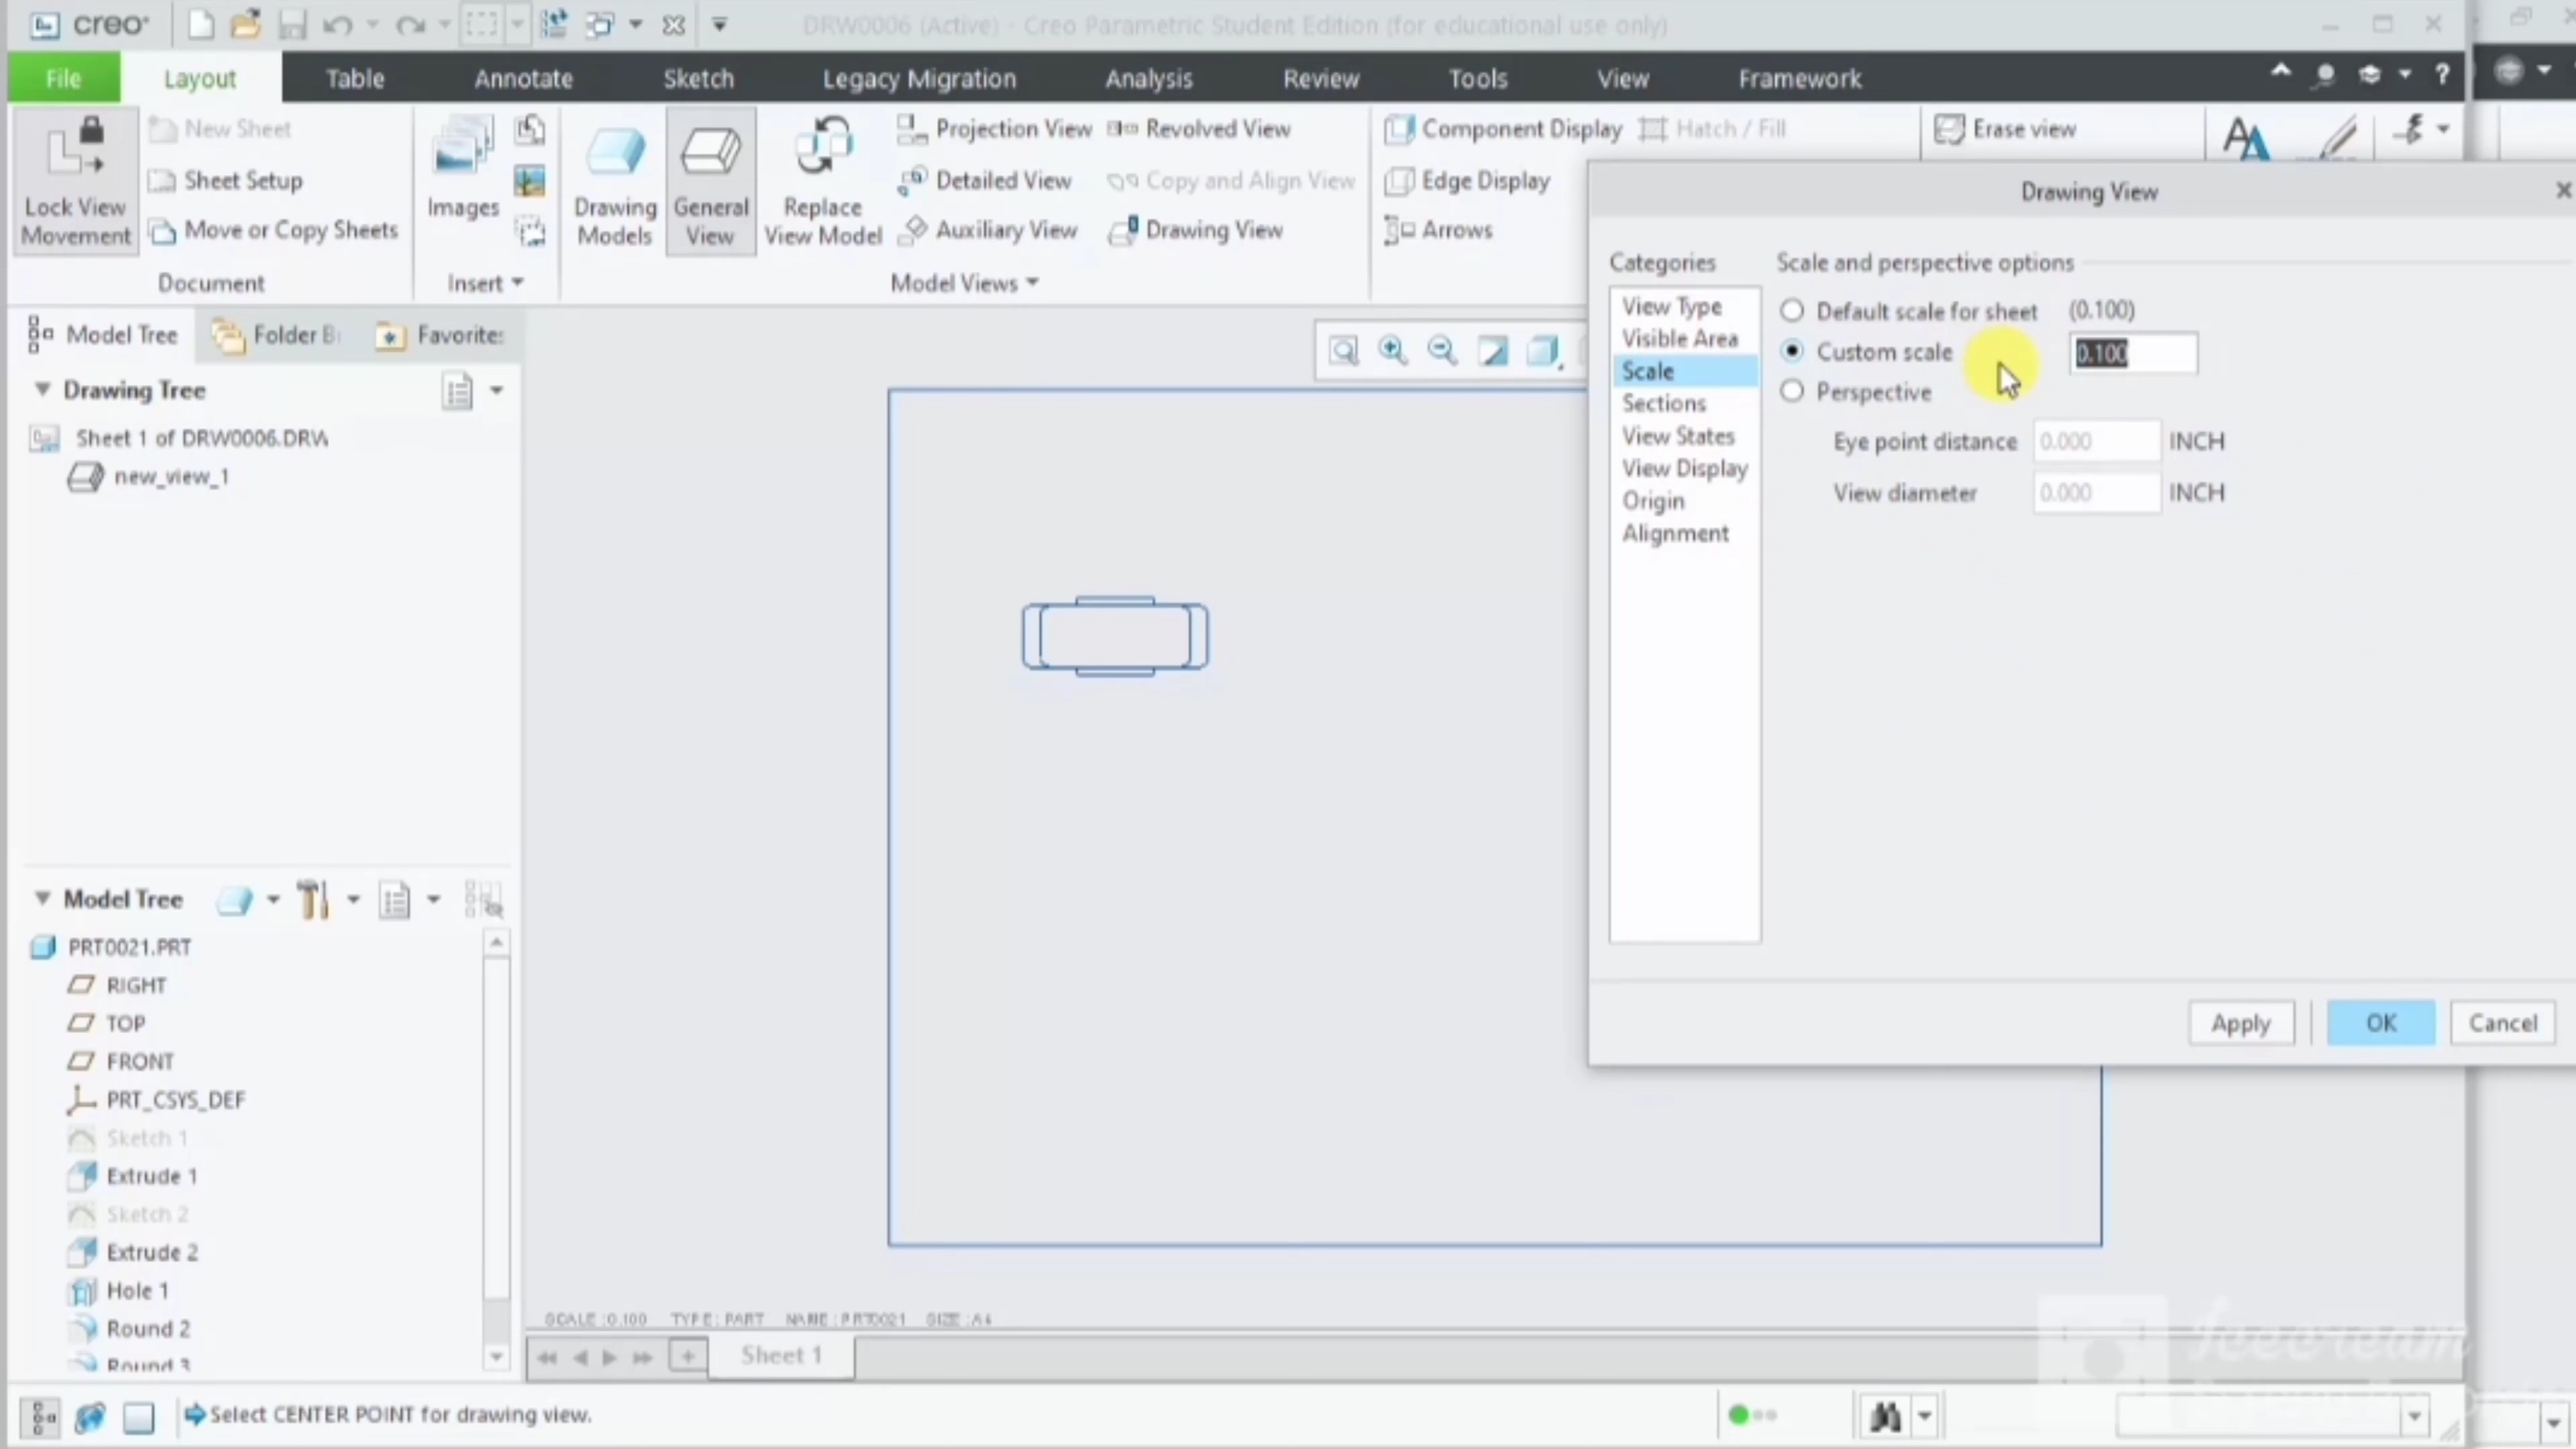 creo®
DRW0006 (Active) - Creo Parametric Student Edition (for educational use only)
File
Layout
Table
Annotate
Sketch
Legacy Migration
Analysis
Review
Tools
View
Framework
?
Lock View
Movement
New Sheet
Sheet Setup
Move or Copy Sheets
Document
Images
Insert
Drawing
Models
General
View
Replace
View Model
Projection View
Detailed View
Auxiliary View
Revolved View
Copy and Align View
Drawing View
Model Views
Component Display
Edge Display
Arrows
Hatch / Fill
Erase view
Drawing View
Categories
View Type
Visible Area
Scale
Sections
View States
View Display
Origin
Alignment
Scale and perspective options
Default scale for sheet (0.100)
Custom scale 0.100
Perspective
Eye point distance 0.000 INCH
View diameter 0.000 INCH
Apply
OK
Cancel
Model Tree
Folder B
Favorite
Drawing Tree
Sheet 1 of DRW0006.DRW
new_view_1
Model Tree
PRT0021.PRT
RIGHT
TOP
FRONT
PRT_CSYS_DEF
Sketch 1
Extrude 1
Sketch 2
Extrude 2
Hole 1
Round 2
Round 3
SCALE :0.100 TYPE: PART NAME :PRT0021 SIZE :A4
Sheet 1
Select CENTER POINT for drawing view.
Icecream